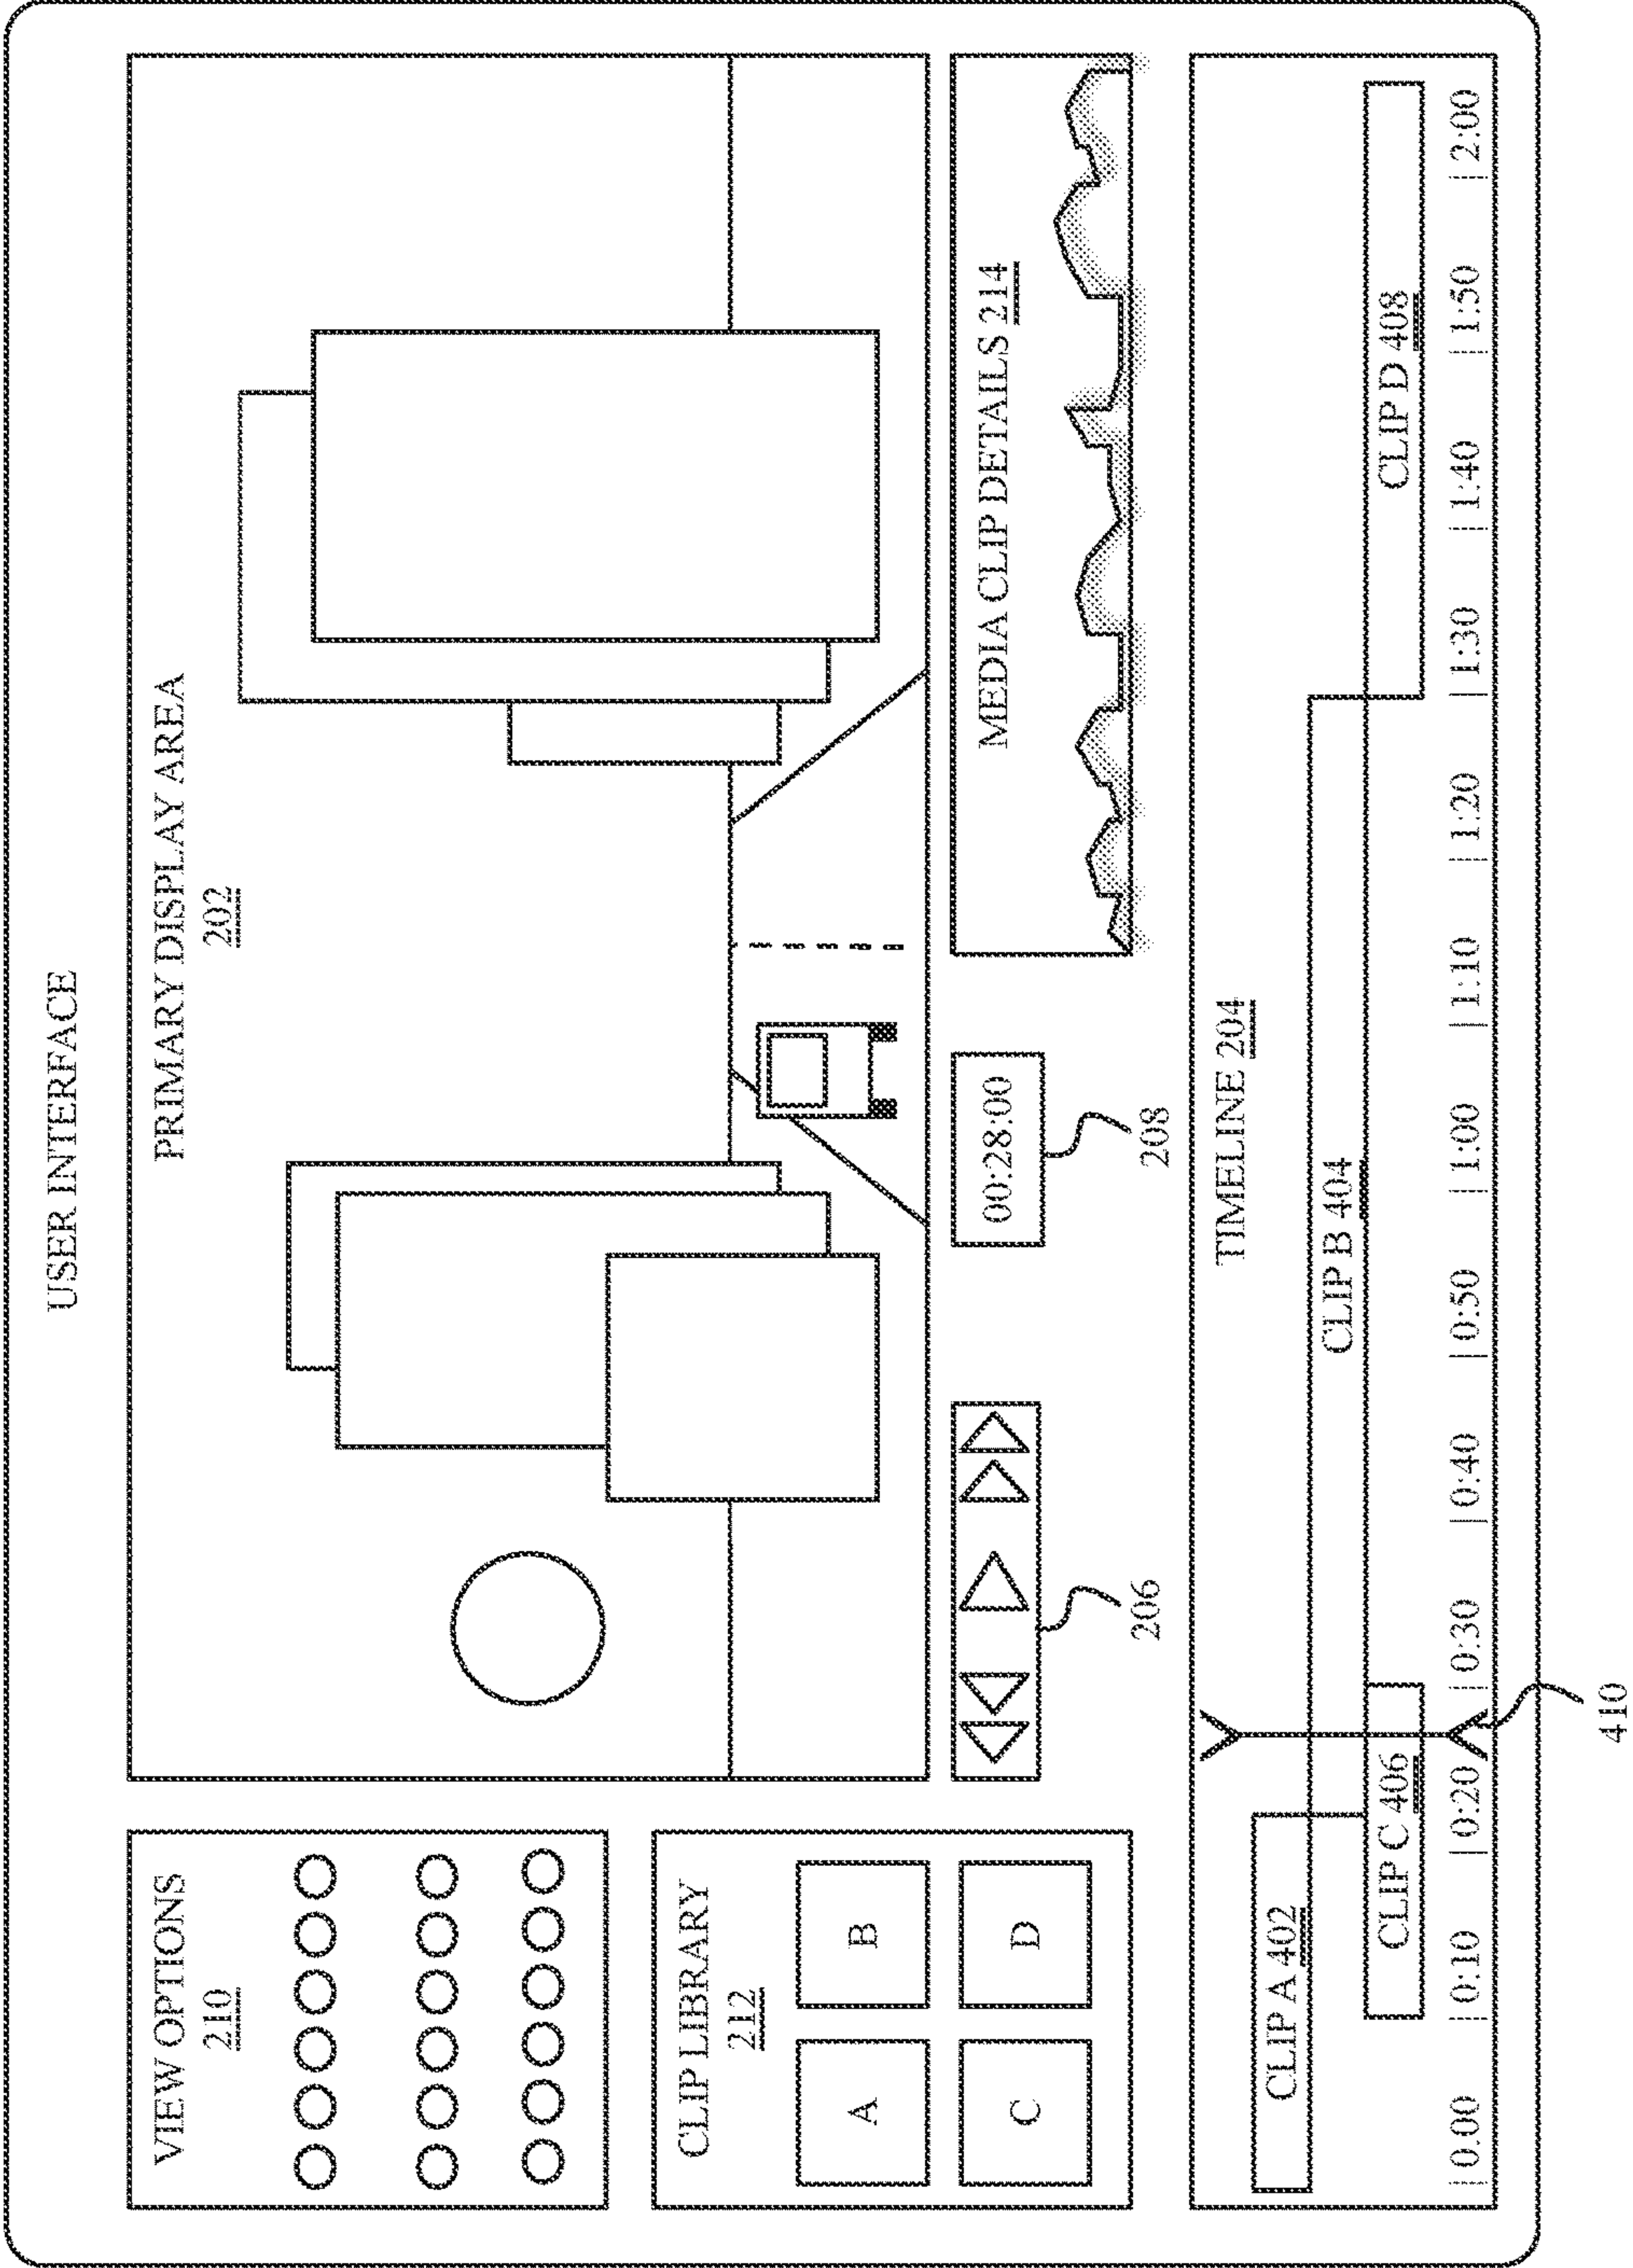 USER INTERFACE
VIEW OPTIONS
210
PRIMARY DISPLAY AREA
202
CLIP LIBRARY
212
A
B
C
D
206
00:28:00
208
MEDIA CLIP DETAILS 214
TIMELINE 204
CLIP A 402
CLIP B 404
CLIP C 406
CLIP D 408
|0.00 |0:10 |0:20 |0:30 |0:40 |0:50 |1:00 |1:10 |1:20 |1:30 |1:40 |1:50 |2:00
410